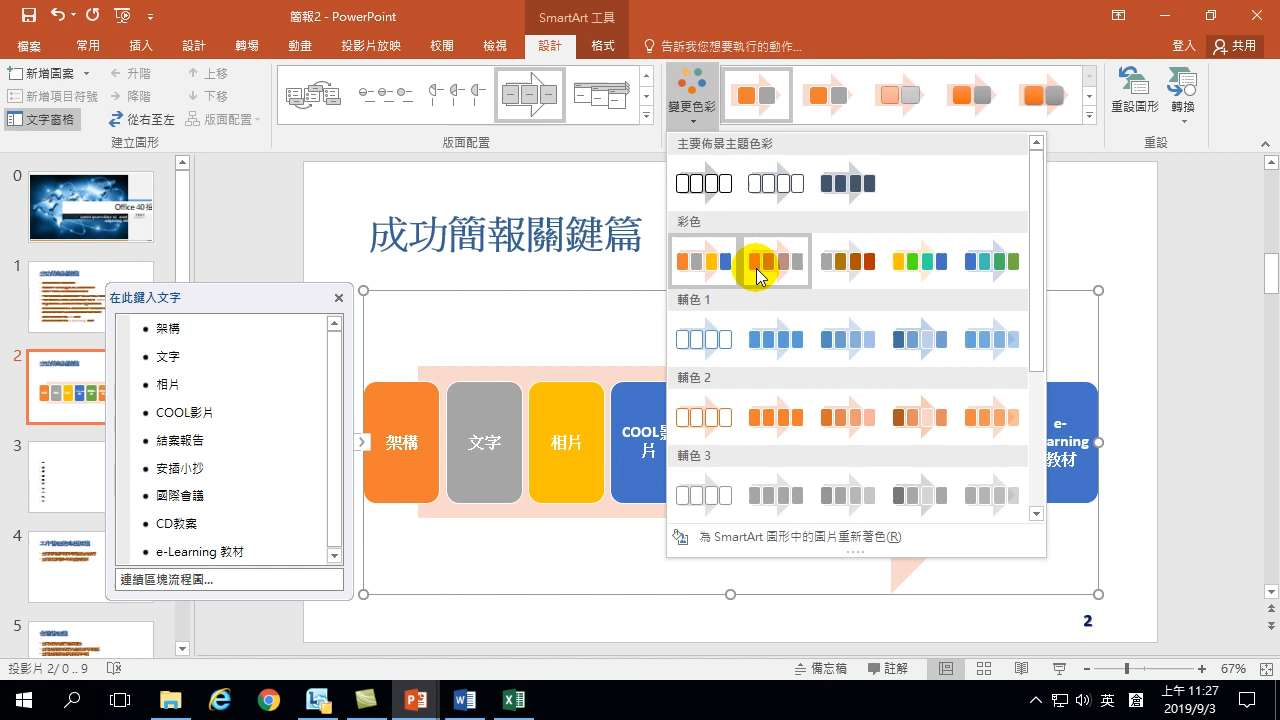 簡報2 - PowerPoint
SmartArt 工具
檔案
常用
插入
設計
轉場
動畫
投影片放映
校閱
檢視
設計
格式
告訴我您想要執行的動作...
登入
共用
新增圖案
升階
上移
新增項目符號
降階
下移
文字窗格
從右至左
版面配置
建立圖形
版面配置
變更色彩
重設圖形
轉換
重設
主要佈景主題色彩
彩色
輔色 1
輔色 2
輔色 3
為 SmartArt 圖形中的圖片重新著色(R)
0
Office 40 招
1
2
3
4
5
在此鍵入文字
架構
文字
相片
COOL影片
結案報告
安插小抄
國際會議
CD教案
e-Learning 教材
連續區塊流程圖...
成功簡報關鍵篇
架構
文字
相片
COOL影
片
e-
arning
教材
2
投影片 2/ 0 .. 9
備忘稿
註解
67%
英
上午 11:27
2019/9/3